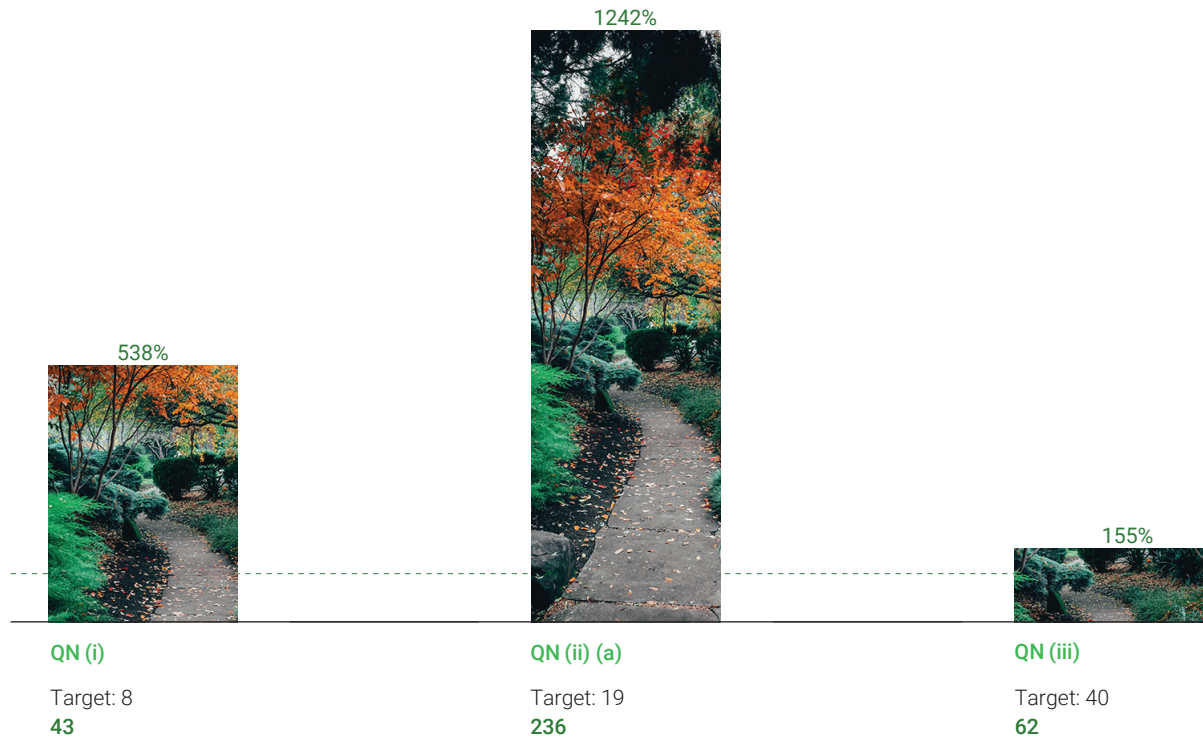 1242%
538%
155%
QN (i)
Target: 8
43
QN (ii) (a)
Target: 19
236
QN (iii)
Target: 40
62